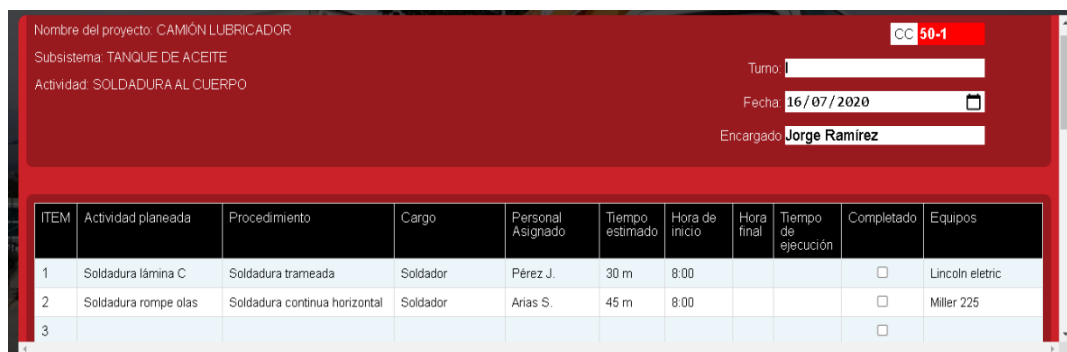 Nombre del proyecto: CAMIÓN LUBRICADOR
CC 50-1
Subsistema: TANQUE DE ACEITE
Turno:
Actividad: SOLDADURA AL CUERPO
Fecha: 16/07/2020
Encargado Jorge Ramírez
ITEM Actividad planeada Procedimiento Cargo Personal Asignado Tiempo estimado Hora de inicio Hora final Tiempo de ejecución Completado Equipos
1 Soldadura lámina C Soldadura trameada Soldador Pérez J. 30 m 8:00 Lincoln eletric
2 Soldadura rompe olas Soldadura continua horizontal Soldador Arias S. 45 m 8:00 Miller 225
3